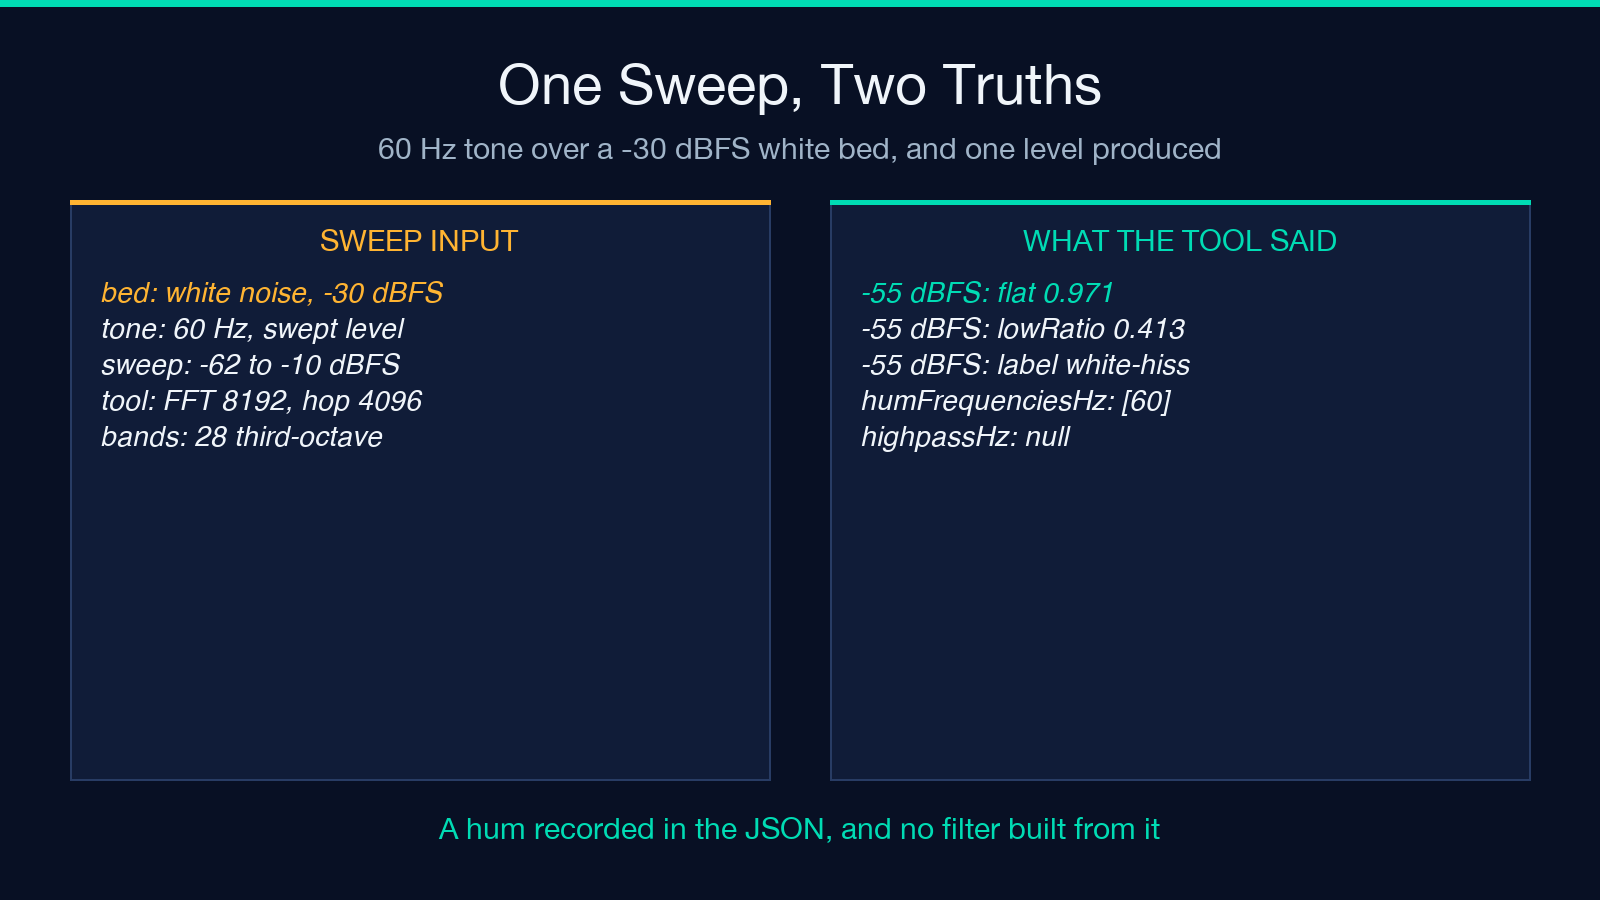 One Sweep, Two Truths
60 Hz tone over a -30 dBFS white bed, and one level produced
SWEEP INPUT
bed: white noise, -30 dBFS
tone: 60 Hz, swept level
sweep: -62 to -10 dBFS
tool: FFT 8192, hop 4096
bands: 28 third-octave
WHAT THE TOOL SAID
-55 dBFS: flat 0.971
-55 dBFS: lowRatio 0.413
-55 dBFS: label white-hiss
humFrequenciesHz: [60]
highpassHz: null
A hum recorded in the JSON, and no filter built from it